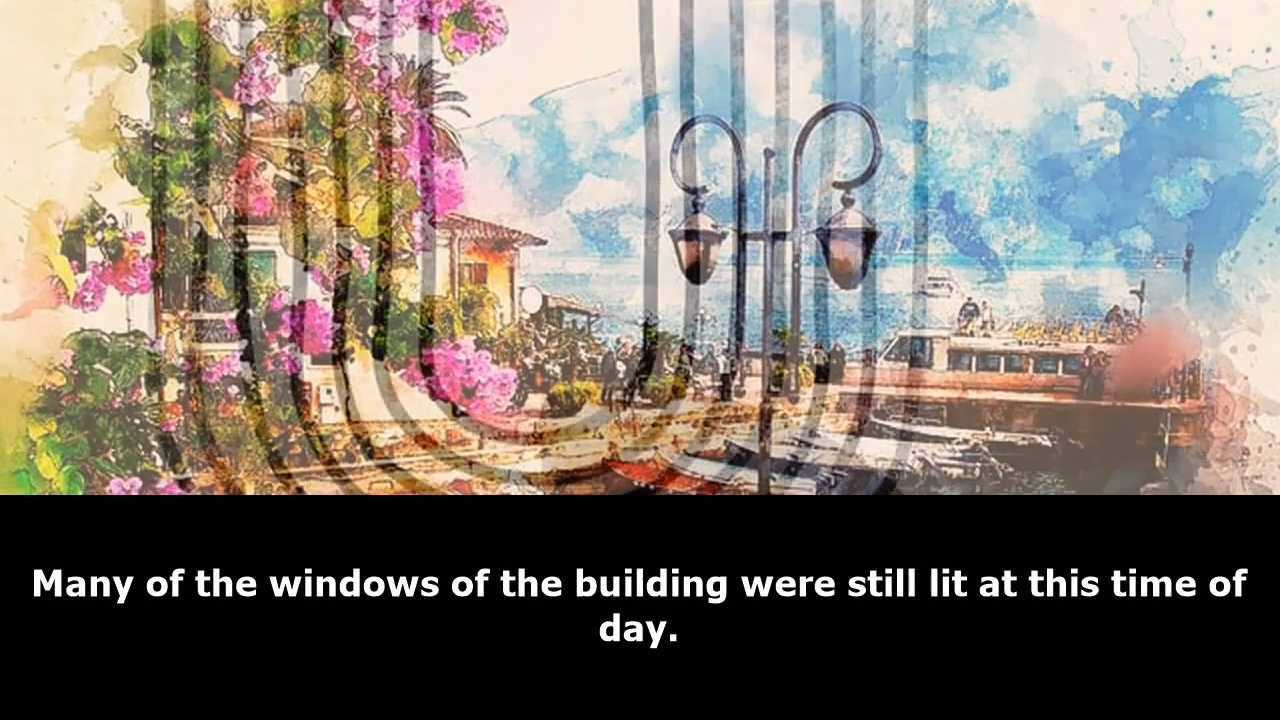 Many of the windows of the building were still lit at this time of
day.